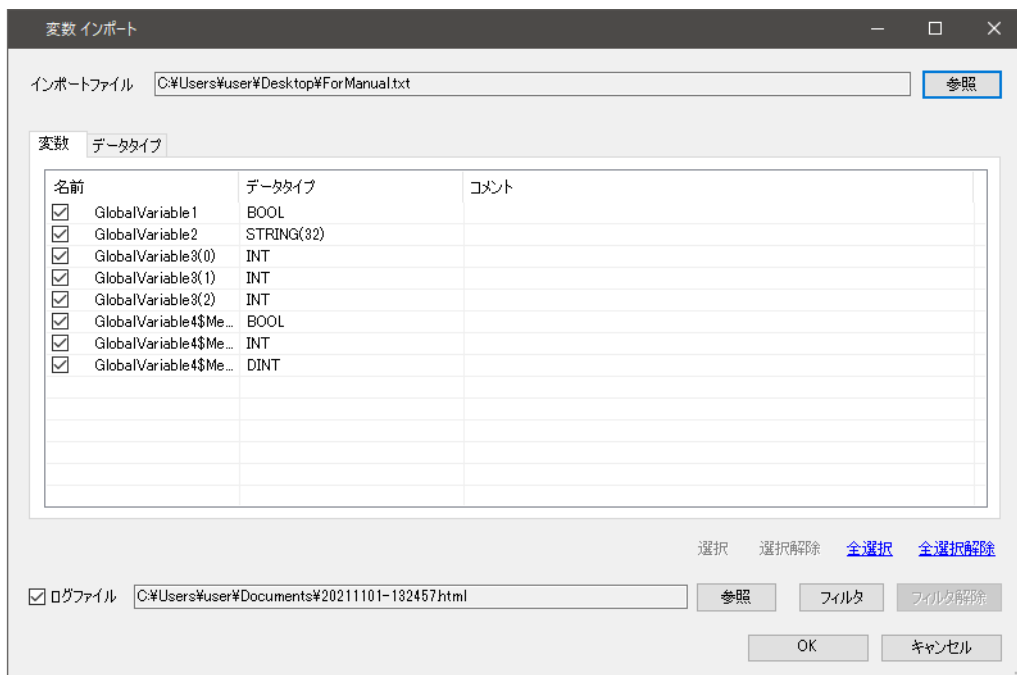 変数 インポート
インポートファイル C:¥Users¥user¥Desktop¥ForManual.txt 参照
変数 データタイプ
名前 データタイプ コメント
GlobalVariable1 BOOL
GlobalVariable2 STRING(32)
GlobalVariable3(0) INT
GlobalVariable3(1) INT
GlobalVariable3(2) INT
GlobalVariable4$Me... BOOL
GlobalVariable4$Me... INT
GlobalVariable4$Me... DINT
選択 選択解除 全選択 全選択解除
ログファイル C:¥Users¥user¥Documents¥20211101-132457.html 参照 フィルタ フィルタ解除
OK キャンセル